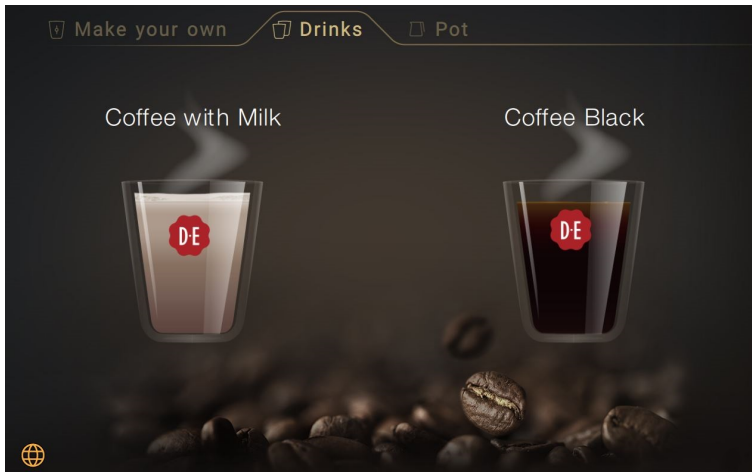 Make your own
Drinks
Pot
Coffee with Milk
Coffee Black
D·E
D·E